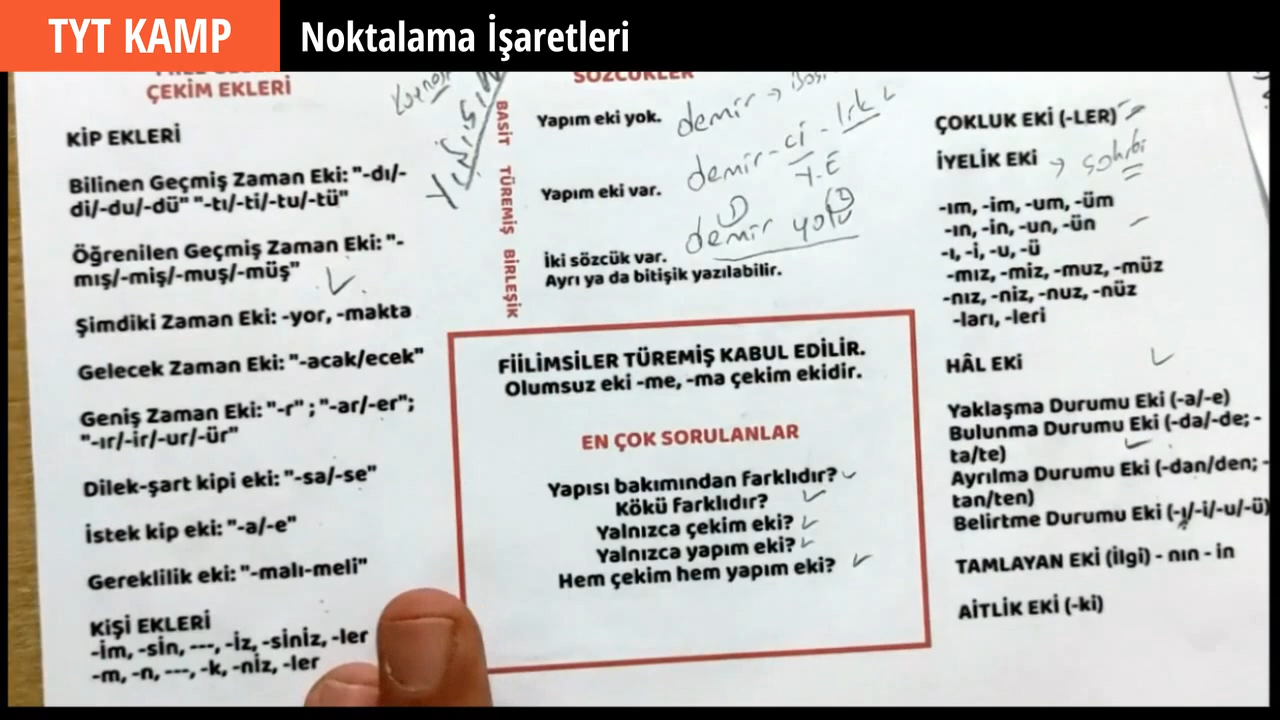 TYT KAMP
Noktalama İşaretleri
ÇEKİM EKLERİ
KİP EKLERİ
Bilinen Geçmiş Zaman Eki: "-dı/-
di/-du/-dü" "-tı/-ti/-tu/-tü"
Öğrenilen Geçmiş Zaman Eki: "-
mış/-miş/-muş/-müş"
Şimdiki Zaman Eki: -yor, -makta
Gelecek Zaman Eki: "-acak/ecek"
Geniş Zaman Eki: "-r" ; "-ar/-er";
"-ır/-ir/-ur/-ür"
Dilek-şart kipi eki: "-sa/-se"
İstek kip eki: "-a/-e"
Gereklilik eki: "-malı-meli"
KİŞİ EKLERİ
-İm, -sİn, ---, -İz, -sİnİz, -ler
-m, -n, ---, -k, -nİz, -ler
SÖZCÜKLER
BASİT TÜREMİŞ BİRLEŞİK
Yapım eki yok.
demir →
Yapım eki var.
demir-ci - lık
Y.E
İki sözcük var.
Ayrı ya da bitişik yazılabilir.
demir yolu
FİİLİMSİLER TÜREMİŞ KABUL EDİLİR.
Olumsuz eki -me, -ma çekim ekidir.
EN ÇOK SORULANLAR
Yapısı bakımından farklıdır?
Kökü farklıdır?
Yalnızca çekim eki?
Yalnızca yapım eki?
Hem çekim hem yapım eki?
ÇOKLUK EKİ (-LER)
İYELİK EKİ →
-ım, -im, -um, -üm
-ın, -in, -un, -ün
-ı, -i, -u, -ü
-mız, -miz, -muz, -müz
-nız, -niz, -nuz, -nüz
-ları, -leri
HÂL EKİ
Yaklaşma Durumu Eki (-a/-e)
Bulunma Durumu Eki (-da/-de; -
ta/te)
Ayrılma Durumu Eki (-dan/den; -
tan/ten)
Belirtme Durumu Eki (-ı/-i/-u/-ü)
TAMLAYAN EKİ (İlgi) - nın - in
AİTLİK EKİ (-ki)